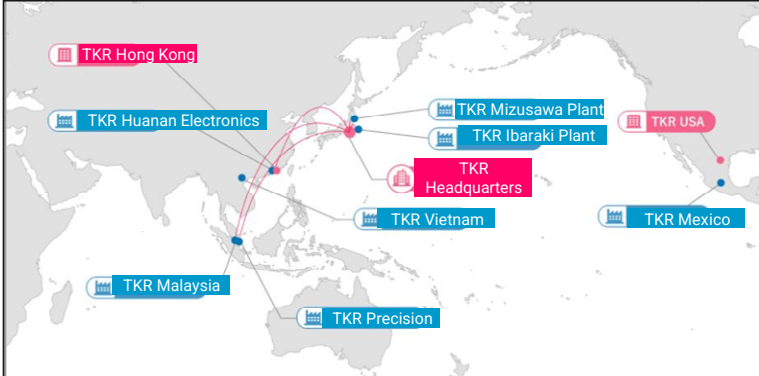 TKR Hong Kong
TKR Huanan Electronics
TKR Mizusawa Plant
TKR Ibaraki Plant
TKR USA
TKR
Headquarters
TKR Vietnam
TKR Mexico
TKR Malaysia
TKR Precision